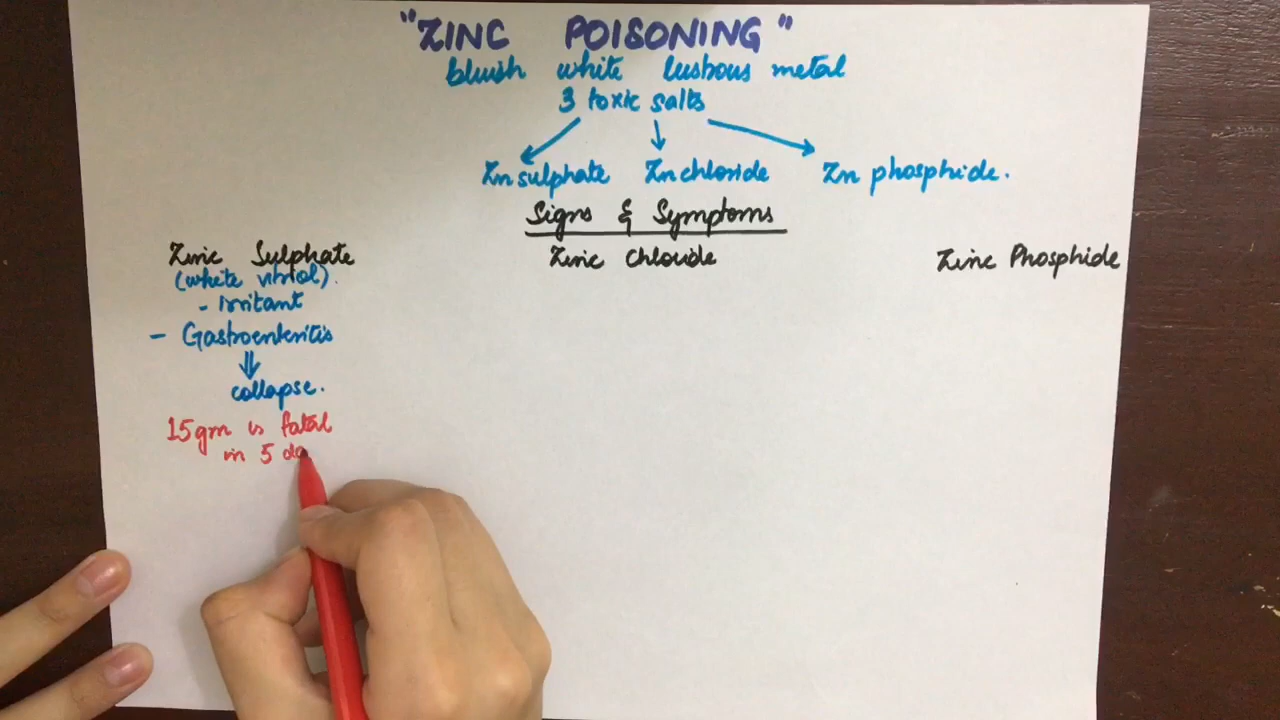 "ZINC POISONING"
bluish white lustrous metal
3 toxic salts
Zn sulphate Zn chloride Zn phosphide.
Signs & Symptoms
Zinc Sulphate Zinc Chloride Zinc Phosphide
(white vitriol).
- Irritant
- Gastroenteritis
collapse.
15gm is fatal
in 5 da